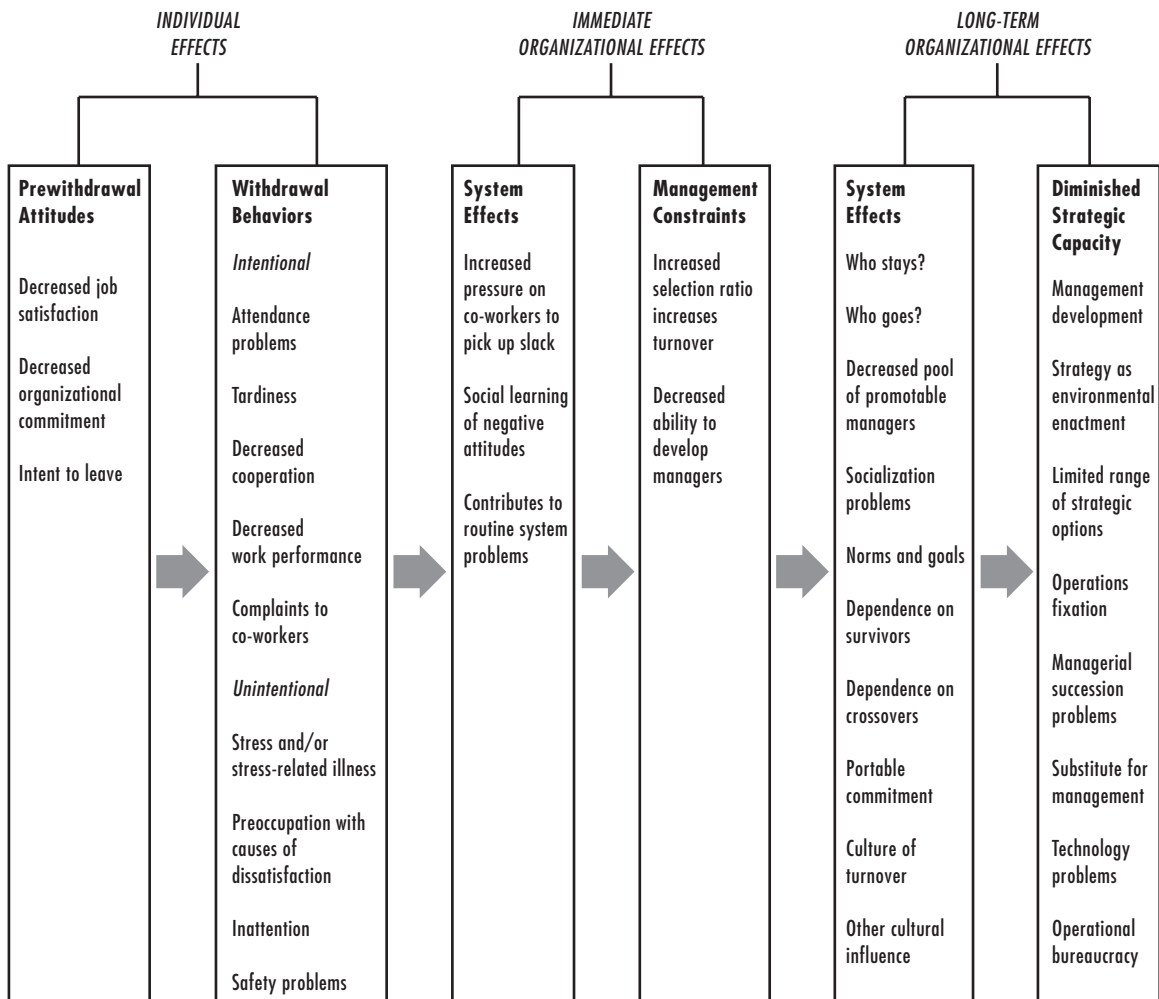 INDIVIDUAL
EFFECTS
IMMEDIATE
ORGANIZATIONAL EFFECTS
LONG-TERM
ORGANIZATIONAL EFFECTS
Prewithdrawal
Attitudes
Decreased job
satisfaction
Decreased
organizational
commitment
Intent to leave
Withdrawal
Behaviors
Intentional
Attendance
problems
Tardiness
Decreased
cooperation
Decreased
work performance
Complaints to
co-workers
Unintentional
Stress and/or
stress-related illness
Preoccupation with
causes of
dissatisfaction
Inattention
Safety problems
System
Effects
Increased
pressure on
co-workers to
pick up slack
Social learning
of negative
attitudes
Contributes to
routine system
problems
Management
Constraints
Increased
selection ratio
increases
turnover
Decreased
ability to
develop
managers
System
Effects
Who stays?
Who goes?
Decreased pool
of promotable
managers
Socialization
problems
Norms and goals
Dependence on
survivors
Dependence on
crossovers
Portable
commitment
Culture of
turnover
Other cultural
influence
Diminished
Strategic
Capacity
Management
development
Strategy as
environmental
enactment
Limited range
of strategic
options
Operations
fixation
Managerial
succession
problems
Substitute for
management
Technology
problems
Operational
bureaucracy